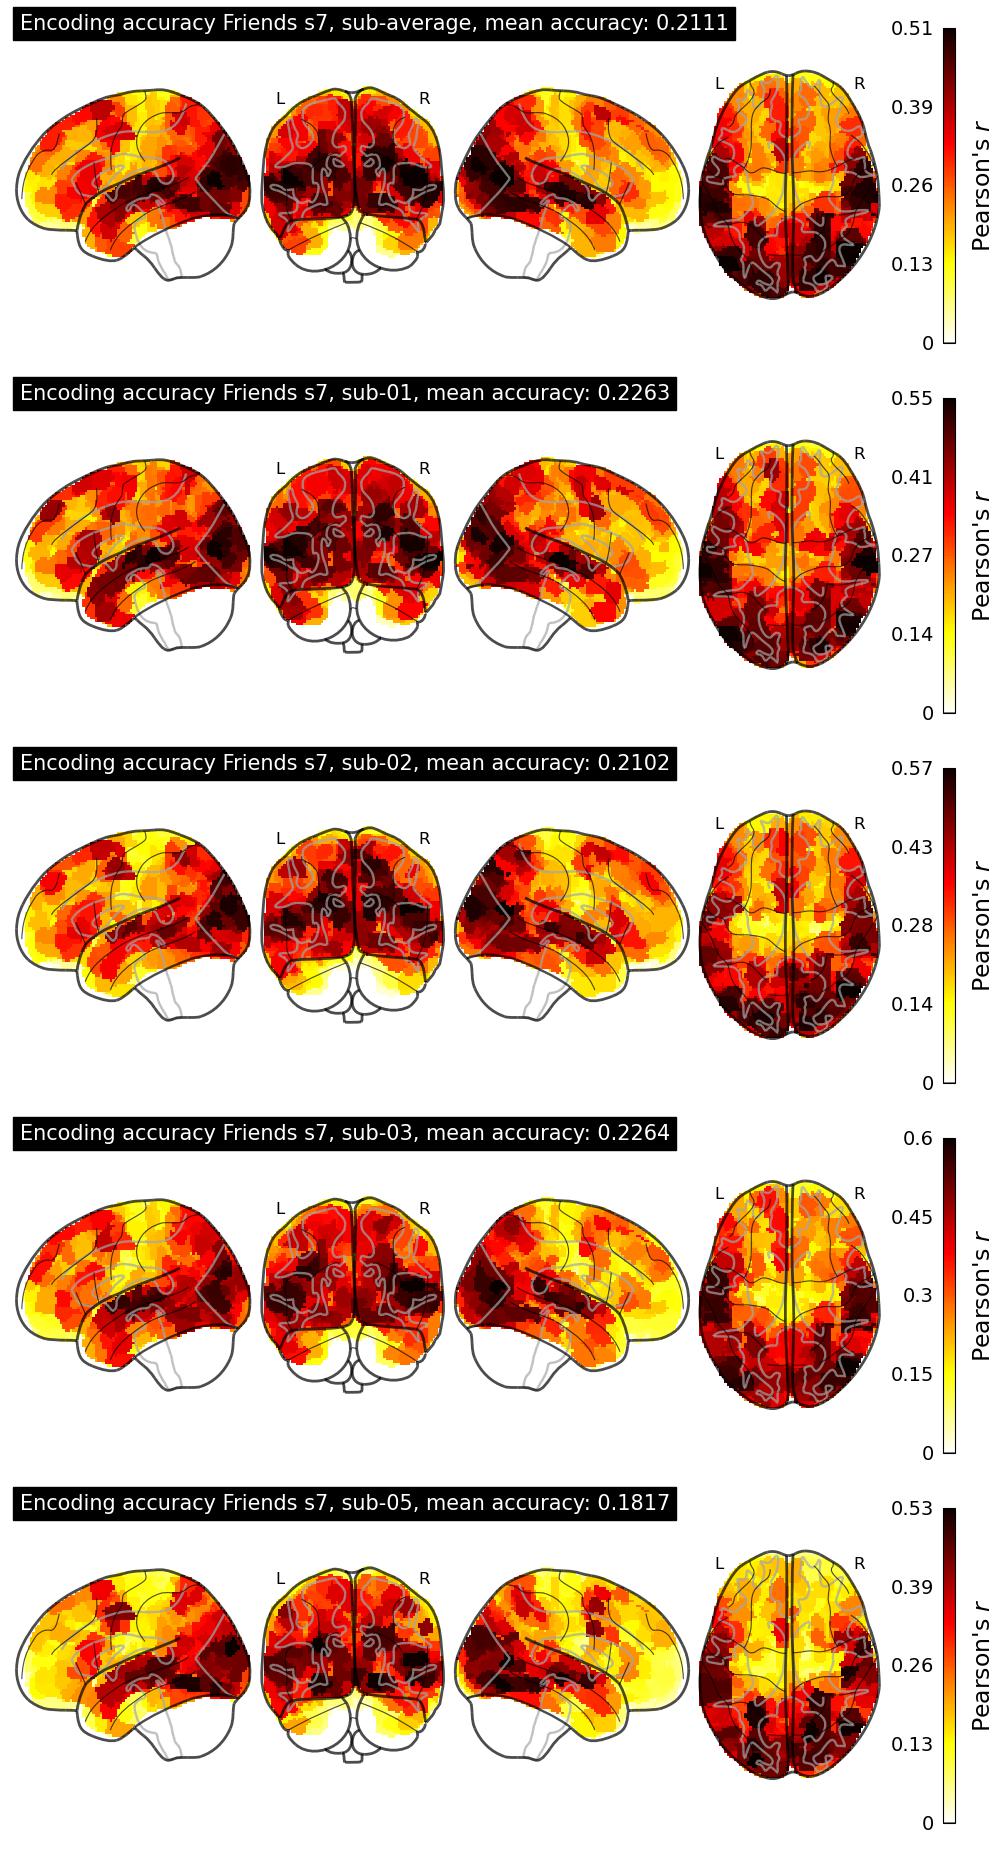 Encoding accuracy Friends s7, sub-average, mean accuracy: 0.2111
L
R
L
R
0.51
0.39
0.26
0.13
0
Pearson's r
Encoding accuracy Friends s7, sub-01, mean accuracy: 0.2263
L
R
L
R
0.55
0.41
0.27
0.14
0
Pearson's r
Encoding accuracy Friends s7, sub-02, mean accuracy: 0.2102
L
R
L
R
0.57
0.43
0.28
0.14
0
Pearson's r
Encoding accuracy Friends s7, sub-03, mean accuracy: 0.2264
L
R
L
R
0.6
0.45
0.3
0.15
0
Pearson's r
Encoding accuracy Friends s7, sub-05, mean accuracy: 0.1817
L
R
L
R
0.53
0.39
0.26
0.13
0
Pearson's r